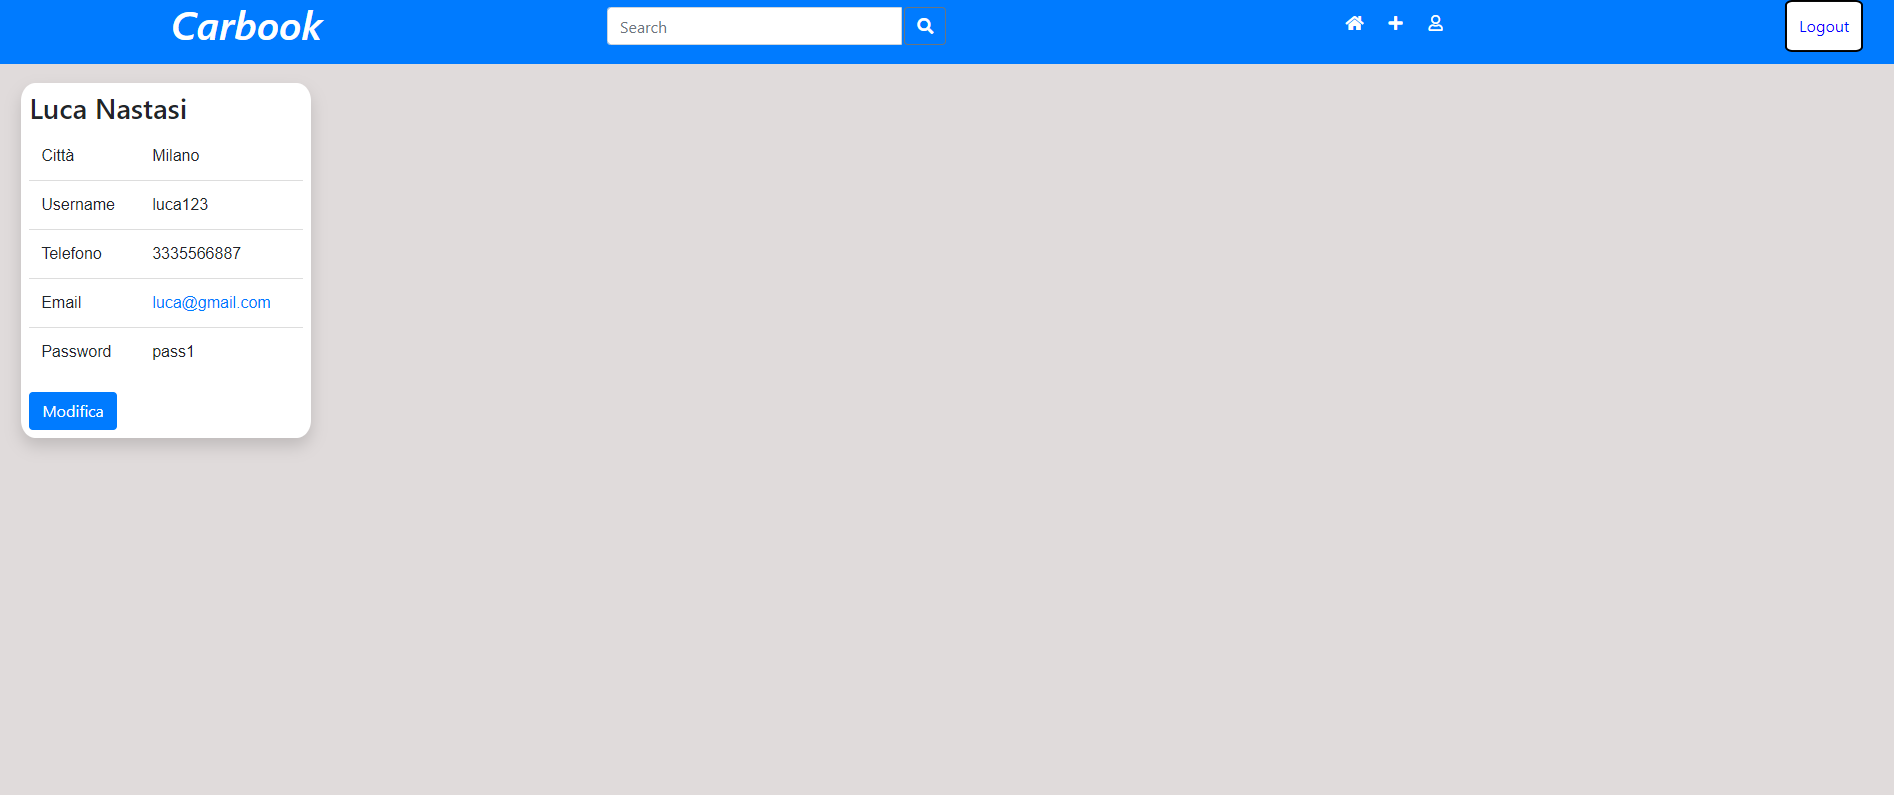 Carbook
Search
Logout
Luca Nastasi
Città Milano
Username luca123
Telefono 3335566887
Email luca@gmail.com
Password pass1
Modifica